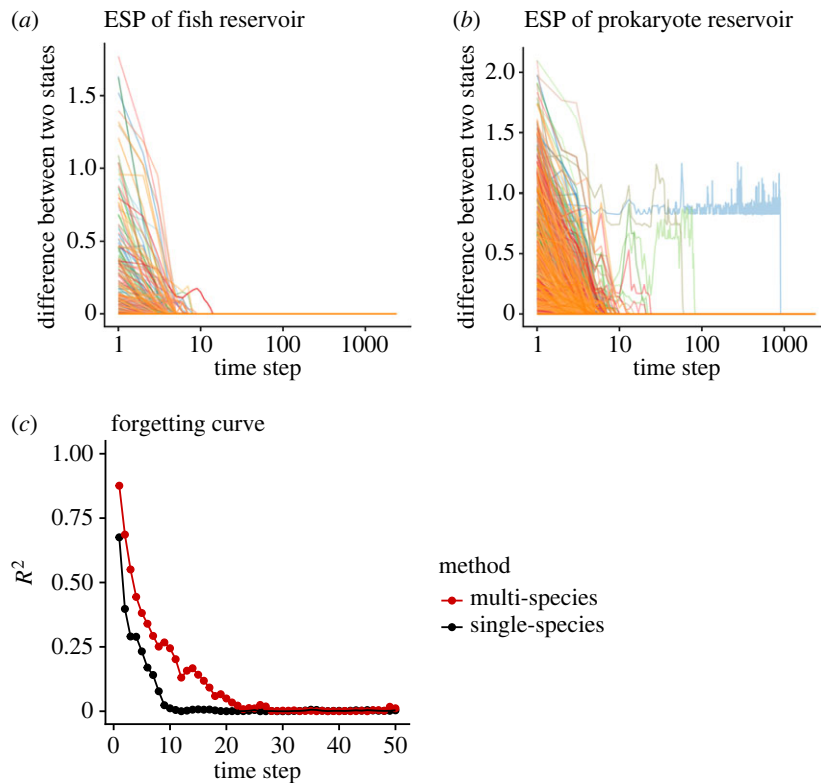 (a) ESP of fish reservoir
difference between two states
1.5
1.0
0.5
0
1 10 100 1000
time step
(b) ESP of prokaryote reservoir
difference between two states
2.0
1.5
1.0
0.5
0
1 10 100 1000
time step
(c) forgetting curve
R²
1.00
0.75
0.50
0.25
0
0 10 20 30 40 50
time step
method
multi-species
single-species